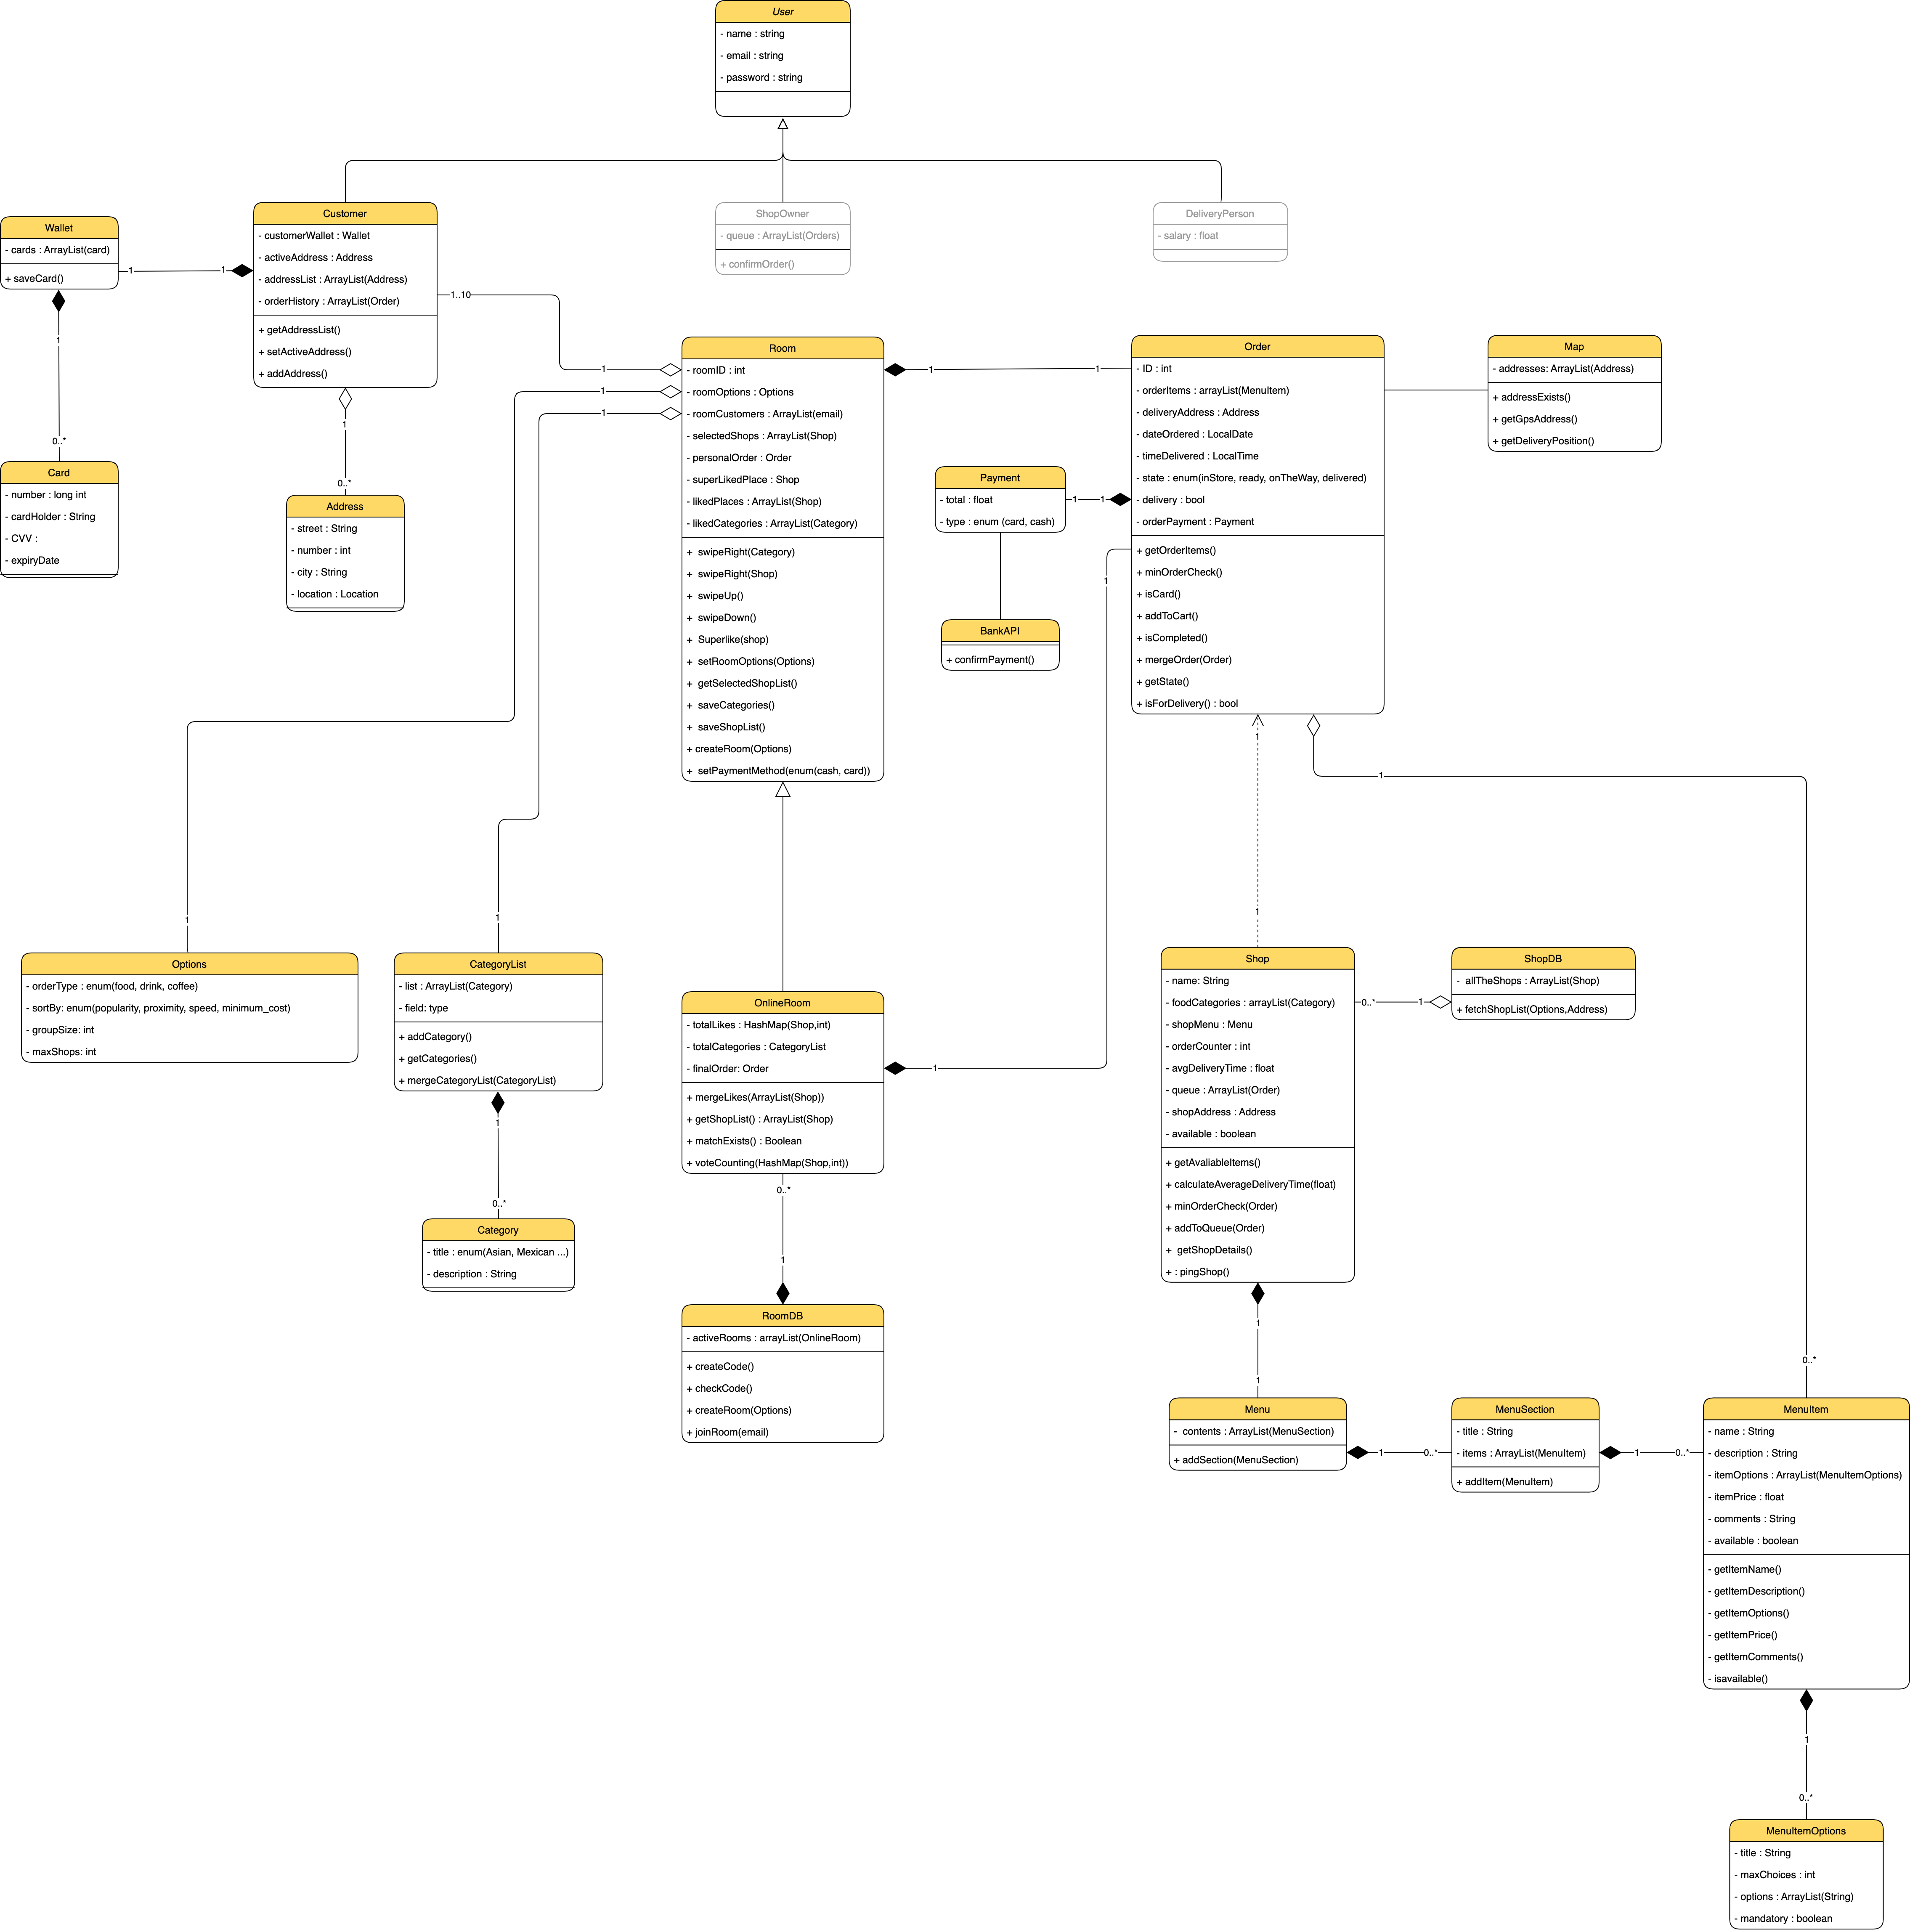 User
- name : string
- email : string
- password : string
Wallet
- cards : ArrayList(card)
+ saveCard()
1
1
Customer
- customerWallet : Wallet
- activeAddress : Address
- addressList : ArrayList(Address)
- orderHistory : ArrayList(Order)
+ getAddressList()
+ setActiveAddress()
+ addAddress()
ShopOwner
- queue : ArrayList(Orders)
+ confirmOrder()
DeliveryPerson
- salary : float
1
0..*
Card
- number : long int
- cardHolder : String
- CVV :
- expiryDate
1
0..*
Address
- street : String
- number : int
- city : String
- location : Location
1..10
1
1
1
Room
- roomID : int
- roomOptions : Options
- roomCustomers : ArrayList(email)
- selectedShops : ArrayList(Shop)
- personalOrder : Order
- superLikedPlace : Shop
- likedPlaces : ArrayList(Shop)
- likedCategories : ArrayList(Category)
+ swipeRight(Category)
+ swipeRight(Shop)
+ swipeUp()
+ swipeDown()
+ Superlike(shop)
+ setRoomOptions(Options)
+ getSelectedShopList()
+ saveCategories()
+ saveShopList()
+ createRoom(Options)
+ setPaymentMethod(enum(cash, card))
1
1
Order
- ID : int
- orderItems : arrayList(MenuItem)
- deliveryAddress : Address
- dateOrdered : LocalDate
- timeDelivered : LocalTime
- state : enum(inStore, ready, onTheWay, delivered)
- delivery : bool
- orderPayment : Payment
+ getOrderItems()
+ minOrderCheck()
+ isCard()
+ addToCart()
+ isCompleted()
+ mergeOrder(Order)
+ getState()
+ isForDelivery() : bool
Map
- addresses: ArrayList(Address)
+ addressExists()
+ getGpsAddress()
+ getDeliveryPosition()
Payment
- total : float
- type : enum (card, cash)
1
1
BankAPI
+ confirmPayment()
1
1
1
1
1
1
Options
- orderType : enum(food, drink, coffee)
- sortBy: enum(popularity, proximity, speed, minimum_cost)
- groupSize: int
- maxShops: int
CategoryList
- list : ArrayList(Category)
- field: type
+ addCategory()
+ getCategories()
+ mergeCategoryList(CategoryList)
1
0..*
Category
- title : enum(Asian, Mexican ...)
- description : String
OnlineRoom
- totalLikes : HashMap(Shop,int)
- totalCategories : CategoryList
- finalOrder: Order
+ mergeLikes(ArrayList(Shop))
+ getShopList() : ArrayList(Shop)
+ matchExists() : Boolean
+ voteCounting(HashMap(Shop,int))
1
0..*
1
RoomDB
- activeRooms : arrayList(OnlineRoom)
+ createCode()
+ checkCode()
+ createRoom(Options)
+ joinRoom(email)
Shop
- name: String
- foodCategories : arrayList(Category)
- shopMenu : Menu
- orderCounter : int
- avgDeliveryTime : float
- queue : ArrayList(Order)
- shopAddress : Address
- available : boolean
+ getAvaliableItems()
+ calculateAverageDeliveryTime(float)
+ minOrderCheck(Order)
+ addToQueue(Order)
+ getShopDetails()
+ : pingShop()
0..*
1
ShopDB
- allTheShops : ArrayList(Shop)
+ fetchShopList(Options,Address)
1
1
0..*
Menu
- contents : ArrayList(MenuSection)
+ addSection(MenuSection)
1
0..*
MenuSection
- title : String
- items : ArrayList(MenuItem)
+ addItem(MenuItem)
1
0..*
MenuItem
- name : String
- description : String
- itemOptions : ArrayList(MenuItemOptions)
- itemPrice : float
- comments : String
- available : boolean
- getItemName()
- getItemDescription()
- getItemOptions()
- getItemPrice()
- getItemComments()
- isavailable()
1
0..*
MenuItemOptions
- title : String
- maxChoices : int
- options : ArrayList(String)
- mandatory : boolean